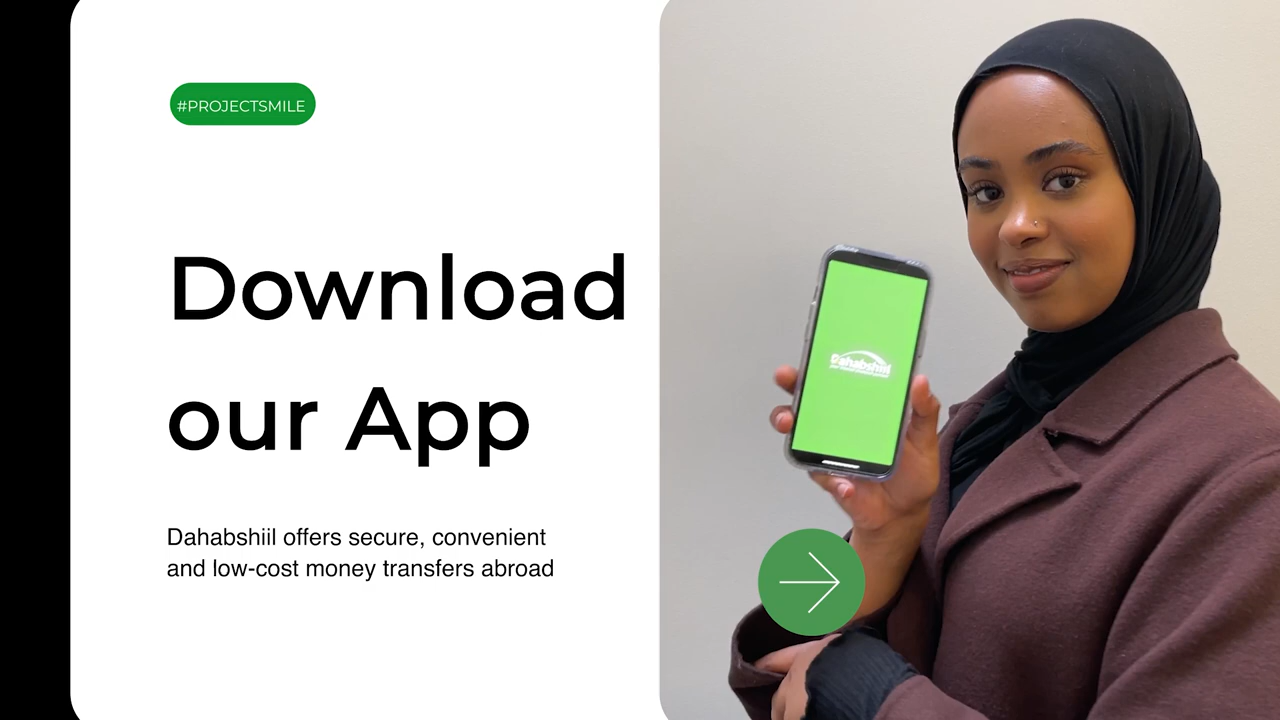 #PROJECTSMILE
Download
our App
Dahabshiil offers secure, convenient
and low-cost money transfers abroad
Dahabshiil